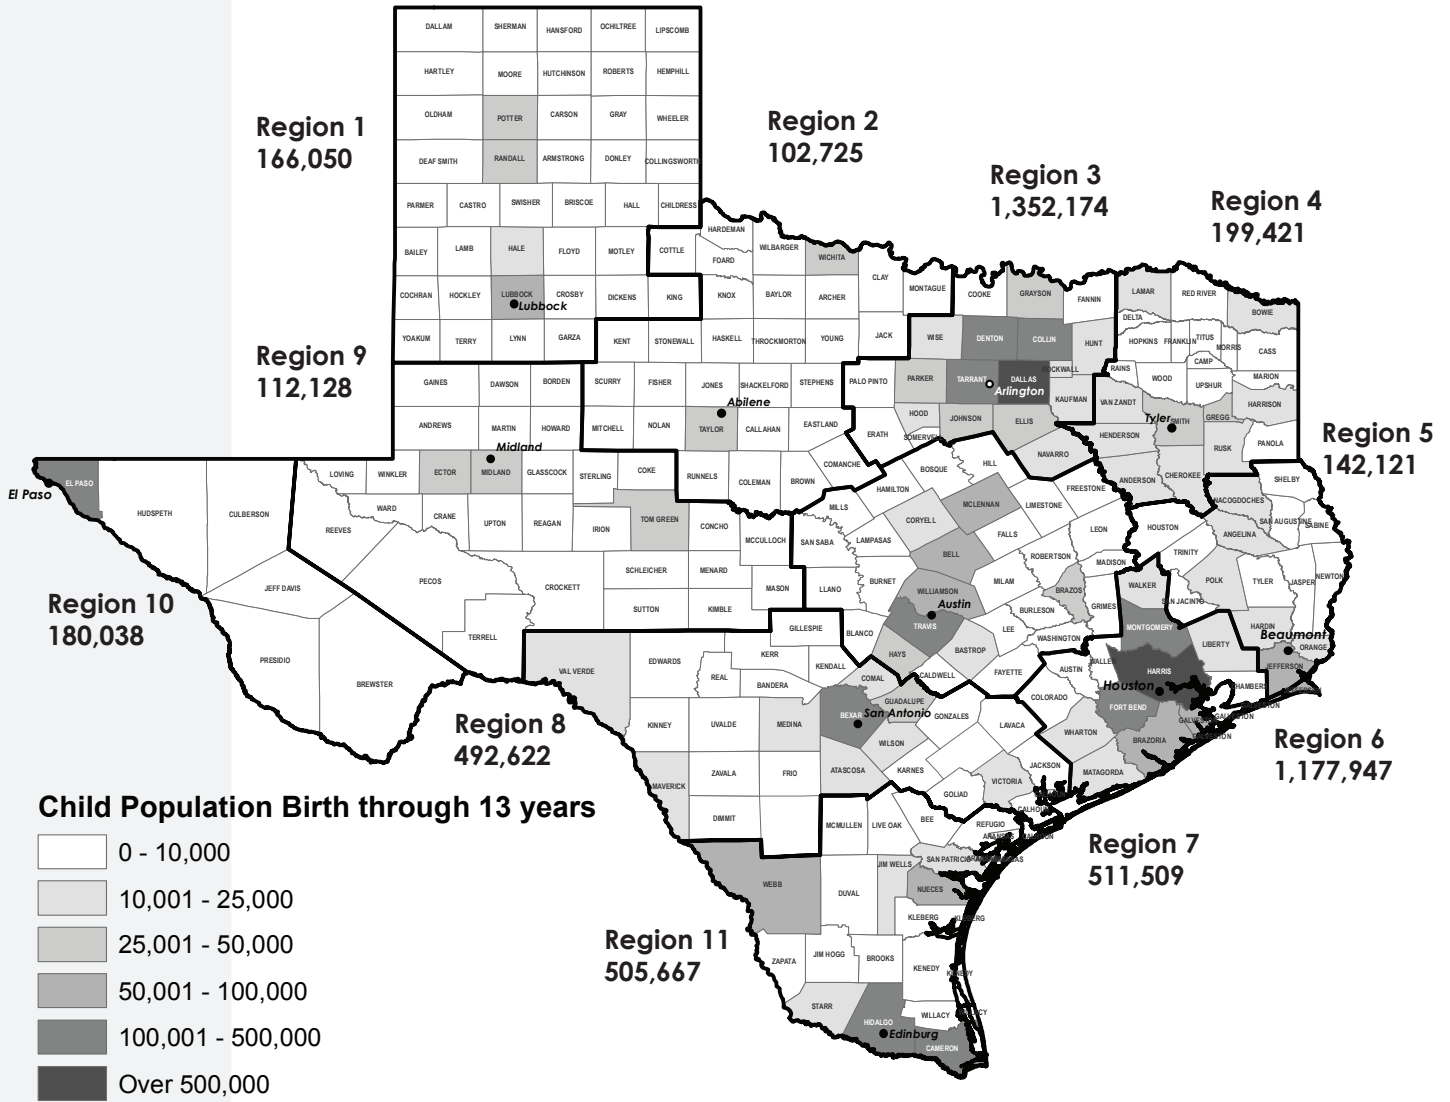 DALLAM SHERMAN HANSFORD OCHILTREE LIPSCOMB
HARTLEY MOORE HUTCHINSON ROBERTS HEMPHILL
OLDHAM POTTER CARSON GRAY WHEELER
DEAF SMITH RANDALL ARMSTRONG DONLEY COLLINGSWORTH
PARMER CASTRO SWISHER BRISCOE HALL CHILDRESS
BAILEY LAMB HALE FLOYD MOTLEY COTTLE HARDEMAN FOARD WILBARGER WICHITA CLAY MONTAGUE COOKE GRAYSON FANNIN LAMAR RED RIVER BOWIE
COCHRAN HOCKLEY LUBBOCK CROSBY DICKENS KING KNOX BAYLOR ARCHER
Lubbock
YOAKUM TERRY LYNN GARZA KENT STONEWALL HASKELL THROCKMORTON YOUNG JACK WISE DENTON COLLIN HUNT DELTA HOPKINS FRANKLIN TITUS MORRIS CAMP CASS
GAINES DAWSON BORDEN SCURRY FISHER JONES SHACKELFORD STEPHENS PALO PINTO PARKER TARRANT DALLAS ROCKWALL KAUFMAN RAINS WOOD UPSHUR MARION
Abilene
Arlington
ANDREWS MARTIN HOWARD MITCHELL NOLAN TAYLOR CALLAHAN EASTLAND ERATH HOOD SOMERVELL JOHNSON ELLIS VAN ZANDT SMITH GREGG HARRISON
Midland
Tyler
LOVING WINKLER ECTOR MIDLAND GLASSCOCK STERLING COKE RUNNELS COLEMAN BROWN COMANCHE HAMILTON BOSQUE HILL NAVARRO HENDERSON ANDERSON CHEROKEE RUSK PANOLA
El Paso
EL PASO HUDSPETH CULBERSON REEVES WARD CRANE UPTON REAGAN IRION TOM GREEN CONCHO MCCULLOCH SAN SABA MILLS LAMPASAS CORYELL MCLENNAN LIMESTONE FREESTONE FALLS LEON HOUSTON NACOGDOCHES SHELBY SAN AUGUSTINE SABINE ANGELINA TRINITY
JEFF DAVIS PECOS CROCKETT SCHLEICHER MENARD MASON LLANO BURNET BELL WILLIAMSON MILAM ROBERTSON MADISON BRAZOS GRIMES WALKER SAN JACINTO POLK TYLER JASPER NEWTON
PRESIDIO BREWSTER TERRELL SUTTON KIMBLE GILLESPIE BLANCO TRAVIS LEE BURLESON WASHINGTON MONTGOMERY LIBERTY HARDIN ORANGE
Austin
Beaumont
VAL VERDE EDWARDS REAL KERR BANDERA KENDALL HAYS COMAL CALDWELL BASTROP FAYETTE AUSTIN WALLER HARRIS CHAMBERS JEFFERSON
Houston
KINNEY UVALDE MEDINA BEXAR GUADALUPE GONZALES LAVACA COLORADO WHARTON FORT BEND BRAZORIA GALVESTON
San Antonio
MAVERICK ZAVALA FRIO ATASCOSA WILSON KARNES GOLIAD VICTORIA JACKSON MATAGORDA
DIMMIT MCMULLEN LIVE OAK BEE REFUGIO CALHOUN
WEBB DUVAL JIM WELLS SAN PATRICIO NUECES KLEBERG KLEBERG
ZAPATA JIM HOGG BROOKS KENEDY KENEDY
STARR HIDALGO WILLACY CAMERON
Edinburg
Region 1
166,050
Region 2
102,725
Region 3
1,352,174
Region 4
199,421
Region 9
112,128
Region 5
142,121
Region 10
180,038
Region 8
492,622
Region 6
1,177,947
Region 7
511,509
Region 11
505,667
Child Population Birth through 13 years
0 - 10,000
10,001 - 25,000
25,001 - 50,000
50,001 - 100,000
100,001 - 500,000
Over 500,000